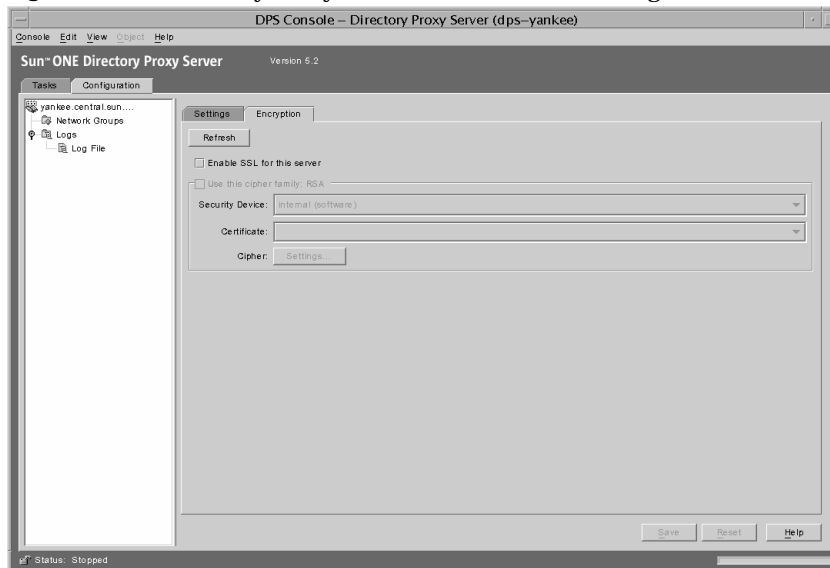 DPS Console – Directory Proxy Server (dps-yankee)
Console Edit View Object Help
Sun™ ONE Directory Proxy Server Version 5.2
Tasks Configuration
yankee.central.sun....
Network Groups
Logs
Log File
Settings Encryption
Refresh
Enable SSL for this server
Use this cipher family: RSA
Security Device: internal (software)
Certificate:
Cipher: Settings...
Save Reset Help
Status: Stopped